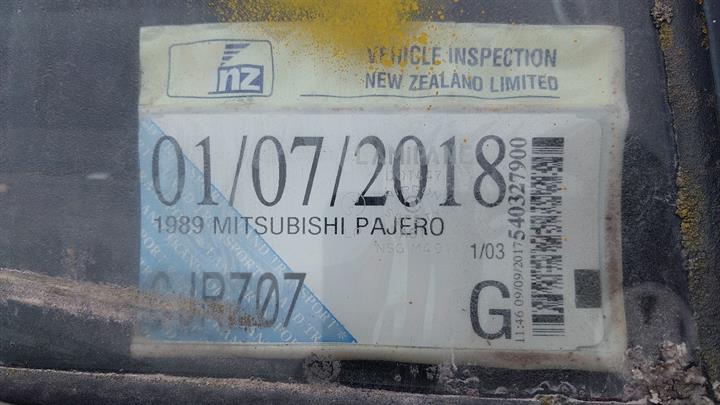 nz
VEHICLE INSPECTION
NEW ZEALAND LIMITED
01/07/2018
1989 MITSUBISHI PAJERO
1/03
G
11:46 09/09/2017 540327900
LAMINATED